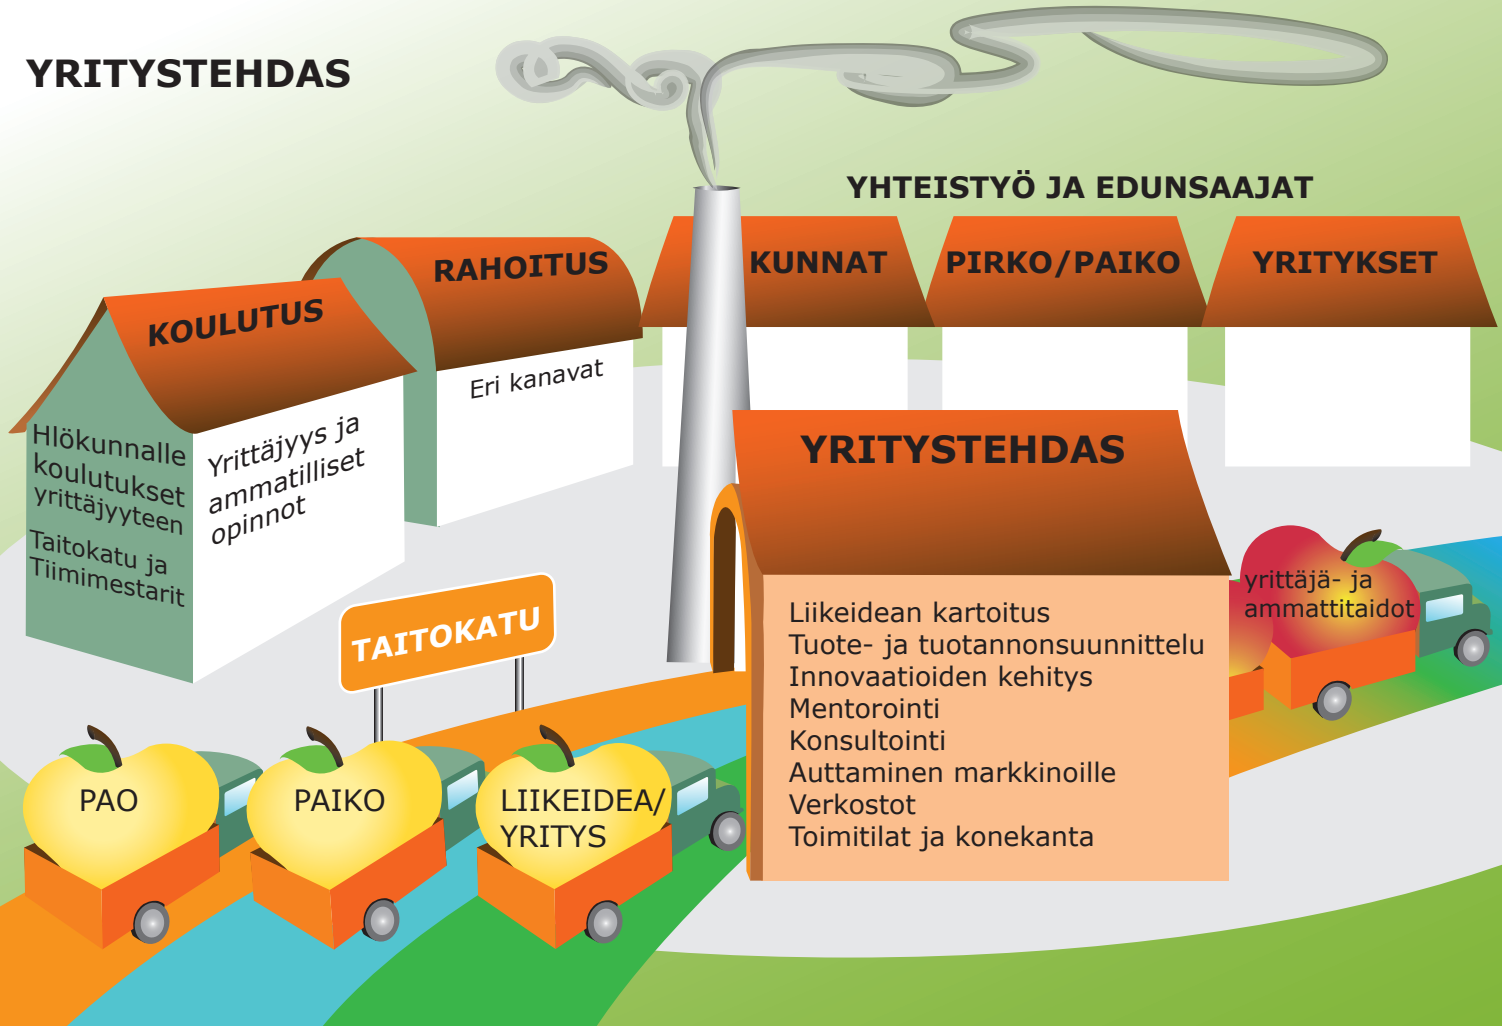 YRITYSTEHDAS
YHTEISTYÖ JA EDUNSAAJAT
KUNNAT
PIRKO/PAIKO
YRITYKSET
RAHOITUS
Eri kanavat
KOULUTUS
Hlökunnalle
koulutukset
yrittäjyyteen
Taitokatu ja
Tiimimestarit
Yrittäjyys ja
ammatilliset
opinnot
TAITOKATU
YRITYSTEHDAS
Liikeidean kartoitus
Tuote- ja tuotannonsuunnittelu
Innovaatioiden kehitys
Mentorointi
Konsultointi
Auttaminen markkinoille
Verkostot
Toimitilat ja konekanta
yrittäjä- ja
ammattitaidot
PAO
PAIKO
LIIKEIDEA/
YRITYS